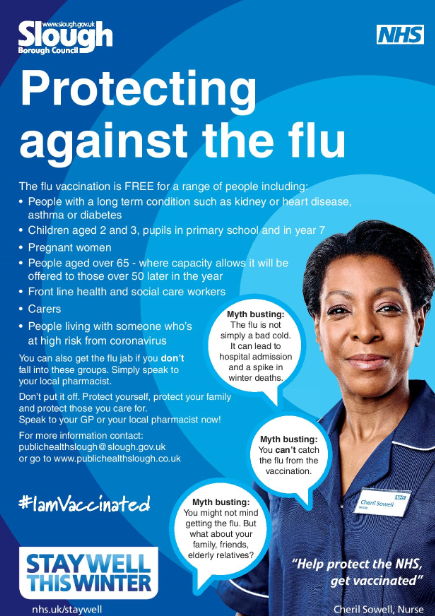 www.slough.gov.uk
Slough
Borough Council
NHS
Protecting
against the flu
The flu vaccination is FREE for a range of people including:
• People with a long term condition such as kidney or heart disease,
asthma or diabetes
• Children aged 2 and 3, pupils in primary school and in year 7
• Pregnant women
• People aged over 65 - where capacity allows it will be
offered to those over 50 later in the year
• Front line health and social care workers
• Carers
• People living with someone who's
at high risk from coronavirus
You can also get the flu jab if you don't
fall into these groups. Simply speak to
your local pharmacist.
Don't put it off. Protect yourself, protect your family
and protect those you care for.
Speak to your GP or your local pharmacist now!
For more information contact:
publichealthslough@slough.gov.uk
or go to www.publichealthslough.co.uk
Myth busting:
The flu is not
simply a bad cold.
It can lead to
hospital admission
and a spike in
winter deaths.
Myth busting:
You can't catch
the flu from the
vaccination.
Myth busting:
You might not mind
getting the flu. But
what about your
family, friends,
elderly relatives?
NHS
Cheril Sowell
#IamVaccinated
STAY WELL
THIS WINTER
nhs.uk/staywell
"Help protect the NHS,
get vaccinated"
Cheril Sowell, Nurse